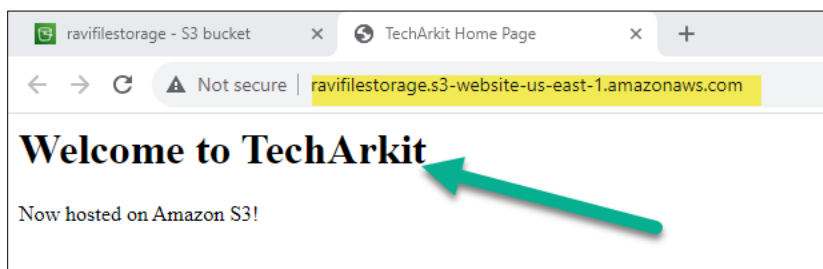 ravifilestorage - S3 bucket
TechArkit Home Page
Not secure | ravifilestorage.s3-website-us-east-1.amazonaws.com
Welcome to TechArkit
Now hosted on Amazon S3!